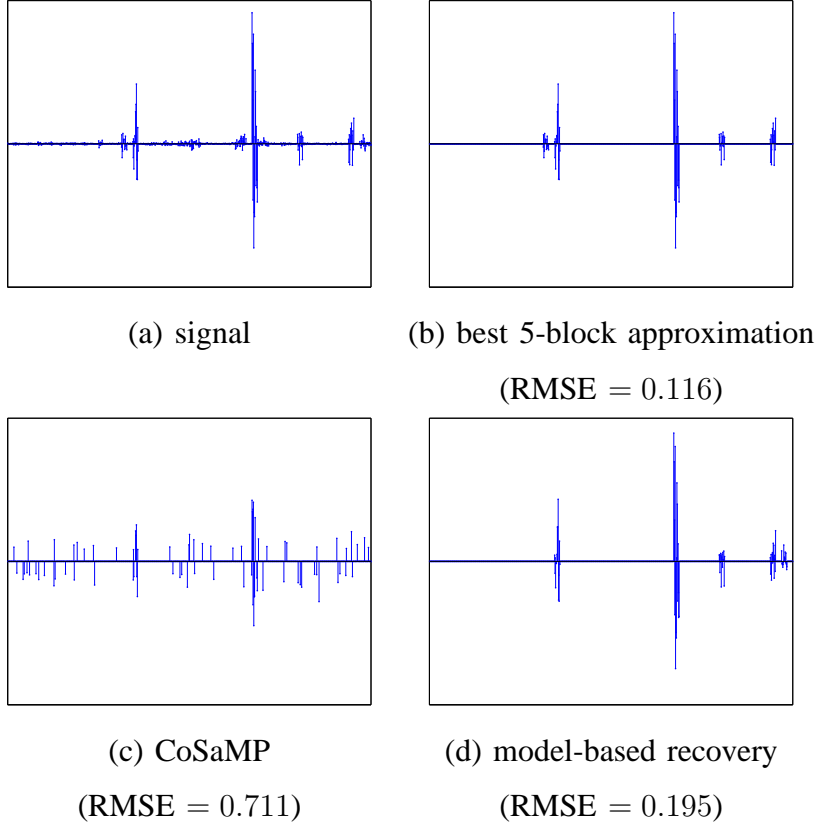 (a) signal
(b) best 5-block approximation
(RMSE = 0.116)
(c) CoSaMP
(RMSE = 0.711)
(d) model-based recovery
(RMSE = 0.195)